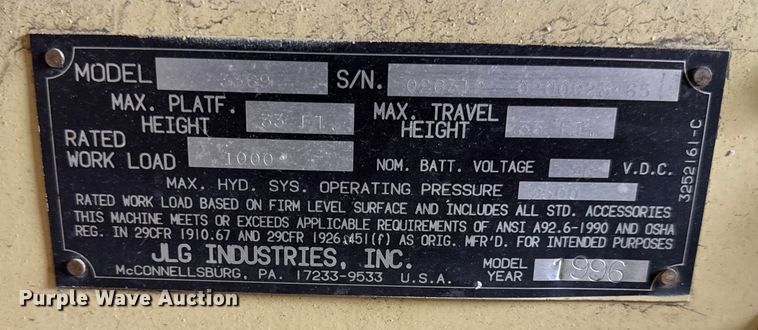 MODEL 3369 S/N.
MAX. PLATF. HEIGHT 33 FT. MAX. TRAVEL HEIGHT
RATED WORK LOAD 1000 NOM. BATT. VOLTAGE V.D.C.
MAX. HYD. SYS. OPERATING PRESSURE
RATED WORK LOAD BASED ON FIRM LEVEL SURFACE AND INCLUDES ALL STD. ACCESSORIES
THIS MACHINE MEETS OR EXCEEDS APPLICABLE REQUIREMENTS OF ANSI A92.6-1990 AND OSHA
REG. IN 29CFR 1910.67 AND 29CFR 1926.451(f) AS ORIG. MF'R'D. FOR INTENDED PURPOSES
JLG INDUSTRIES, INC. MODEL YEAR 1996
McCONNELLSBURG, PA. 17233-9533 U.S.A.
3252161-C
Purple Wave Auction